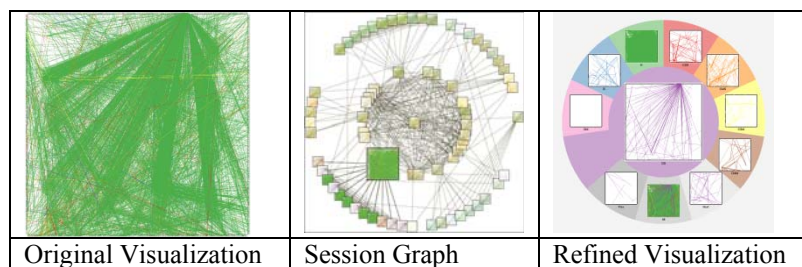 Original Visualization
Session Graph
Refined Visualization